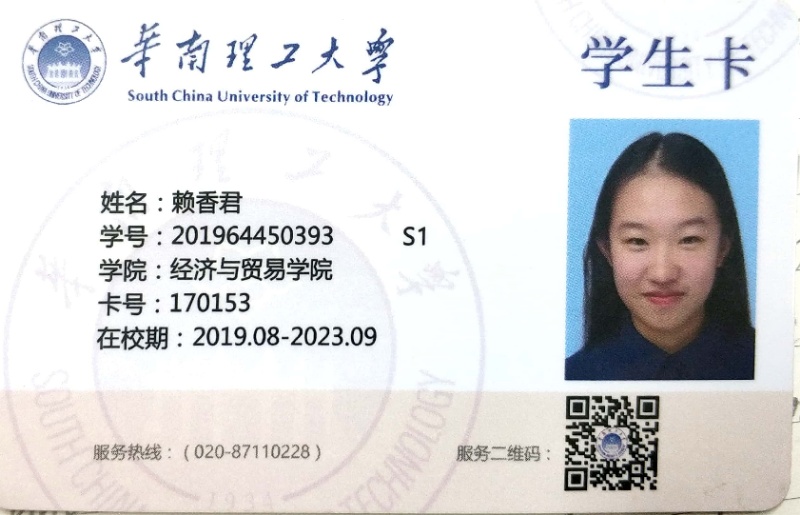 華南理工大學
South China University of Technology
学生卡
姓名：赖香君
学号：201964450393 S1
学院：经济与贸易学院
卡号：170153
在校期：2019.08-2023.09
服务热线：（020-87110228）
服务二维码：